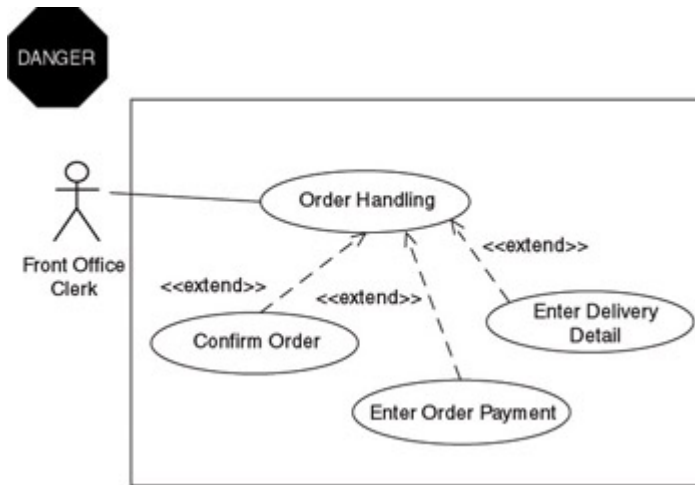 DANGER
Order Handling
Front Office
Clerk
<<extend>>
<<extend>>
<<extend>>
Confirm Order
Enter Delivery
Detail
Enter Order Payment